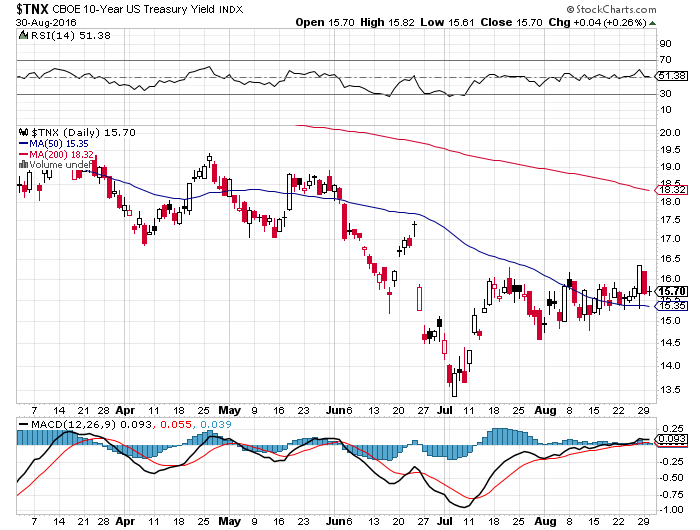 $TNX CBOE 10-Year US Treasury Yield INDX © StockCharts.com
30-Aug-2016 Open 15.70 High 15.82 Low 15.61 Close 15.70 Chg +0.04 (+0.26%)
RSI(14) 51.38
90
70
51.38
30
10
$TNX (Daily) 15.70
MA(50) 15.35
MA(200) 18.32
Volume undef
20.0
19.5
19.0
18.5
18.32
18.0
17.5
17.0
16.5
16.0
15.70
15.5
15.35
15.0
14.5
14.0
13.5
7 14 21 28 Apr 11 18 25 May 9 16 23 Jun 6 13 20 27 Jul 11 18 25 Aug 8 15 22 29
MACD(12,26,9) 0.093, 0.055, 0.039
0.25
0.093
-0.25
-0.50
-0.75
-1.00
7 14 21 28 Apr 11 18 25 May 9 16 23 Jun 6 13 20 27 Jul 11 18 25 Aug 8 15 22 29